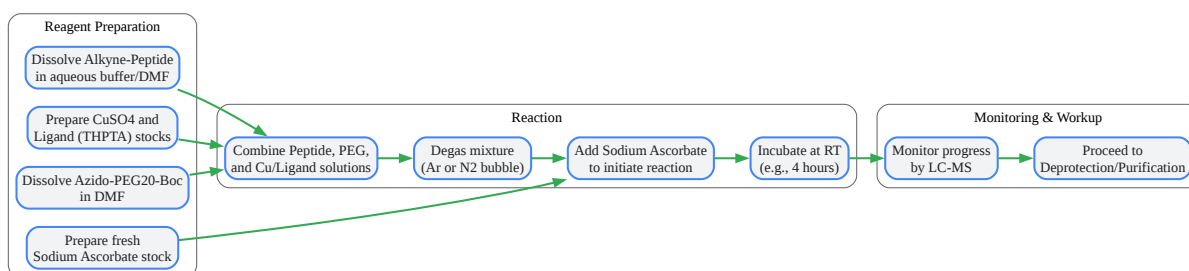 Reagent Preparation
Dissolve Alkyne-Peptide
in aqueous buffer/DMF
Prepare CuSO4 and
Ligand (THPTA) stocks
Dissolve Azido-PEG20-Boc
in DMF
Prepare fresh
Sodium Ascorbate stock
Reaction
Combine Peptide, PEG,
and Cu/Ligand solutions
Degas mixture
(Ar or N2 bubble)
Add Sodium Ascorbate
to initiate reaction
Incubate at RT
(e.g., 4 hours)
Monitoring & Workup
Monitor progress
by LC-MS
Proceed to
Deprotection/Purification